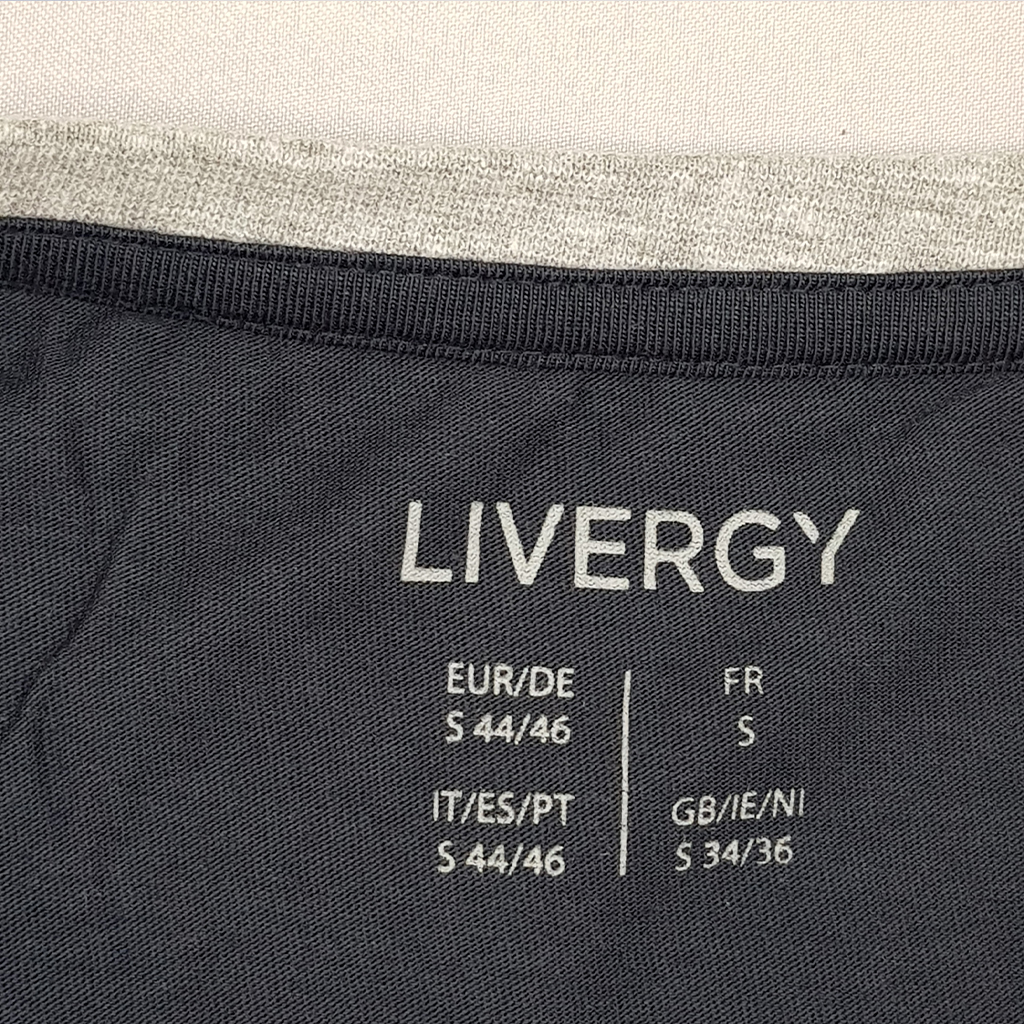 LIVERGY
EUR/DE
S 44/46
FR
S
IT/ES/PT
S 44/46
GB/IE/NI
S 34/36